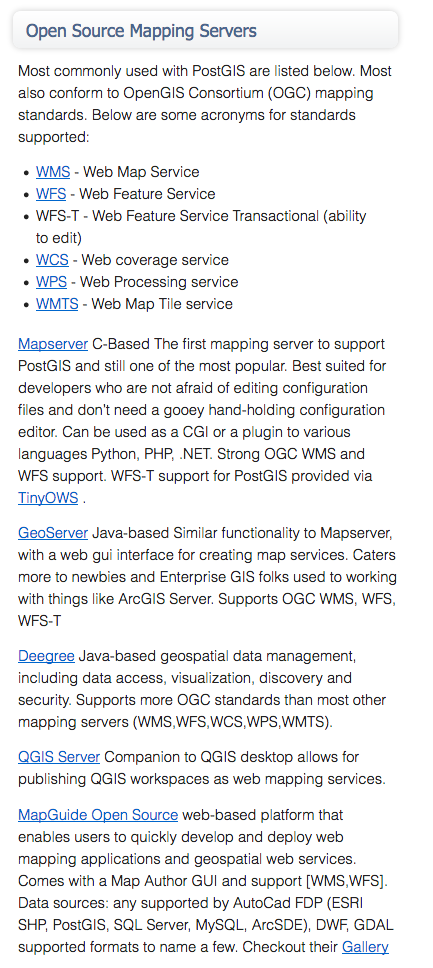 Open Source Mapping Servers
Most commonly used with PostGIS are listed below. Most
also conform to OpenGIS Consortium (OGC) mapping
standards. Below are some acronyms for standards
supported:
• WMS - Web Map Service
• WFS - Web Feature Service
• WFS-T - Web Feature Service Transactional (ability
to edit)
• WCS - Web coverage service
• WPS - Web Processing service
• WMTS - Web Map Tile service
Mapserver C-Based The first mapping server to support
PostGIS and still one of the most popular. Best suited for
developers who are not afraid of editing configuration
files and don't need a gooey hand-holding configuration
editor. Can be used as a CGI or a plugin to various
languages Python, PHP, .NET. Strong OGC WMS and
WFS support. WFS-T support for PostGIS provided via
TinyOWS .
GeoServer Java-based Similar functionality to Mapserver,
with a web gui interface for creating map services. Caters
more to newbies and Enterprise GIS folks used to working
with things like ArcGIS Server. Supports OGC WMS, WFS,
WFS-T
Deegree Java-based geospatial data management,
including data access, visualization, discovery and
security. Supports more OGC standards than most other
mapping servers (WMS,WFS,WCS,WPS,WMTS).
QGIS Server Companion to QGIS desktop allows for
publishing QGIS workspaces as web mapping services.
MapGuide Open Source web-based platform that
enables users to quickly develop and deploy web
mapping applications and geospatial web services.
Comes with a Map Author GUI and support [WMS,WFS].
Data sources: any supported by AutoCad FDP (ESRI
SHP, PostGIS, SQL Server, MySQL, ArcSDE), DWF, GDAL
supported formats to name a few. Checkout their Gallery